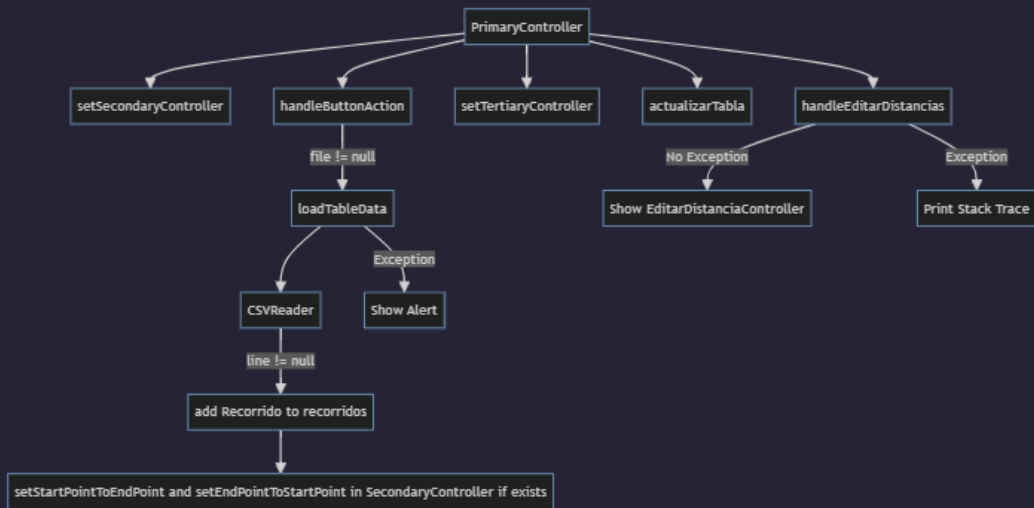 PrimaryController
setSecondaryController
handleButtonAction
setTertiaryController
actualizarTabla
handleEditarDistancias
file != null
No Exception
Exception
loadTableData
Show EditarDistanciaController
Print Stack Trace
Exception
CSVReader
Show Alert
line != null
add Recorrido to recorridos
setStartPointToEndPoint and setEndPointToStartPoint in SecondaryController if exists